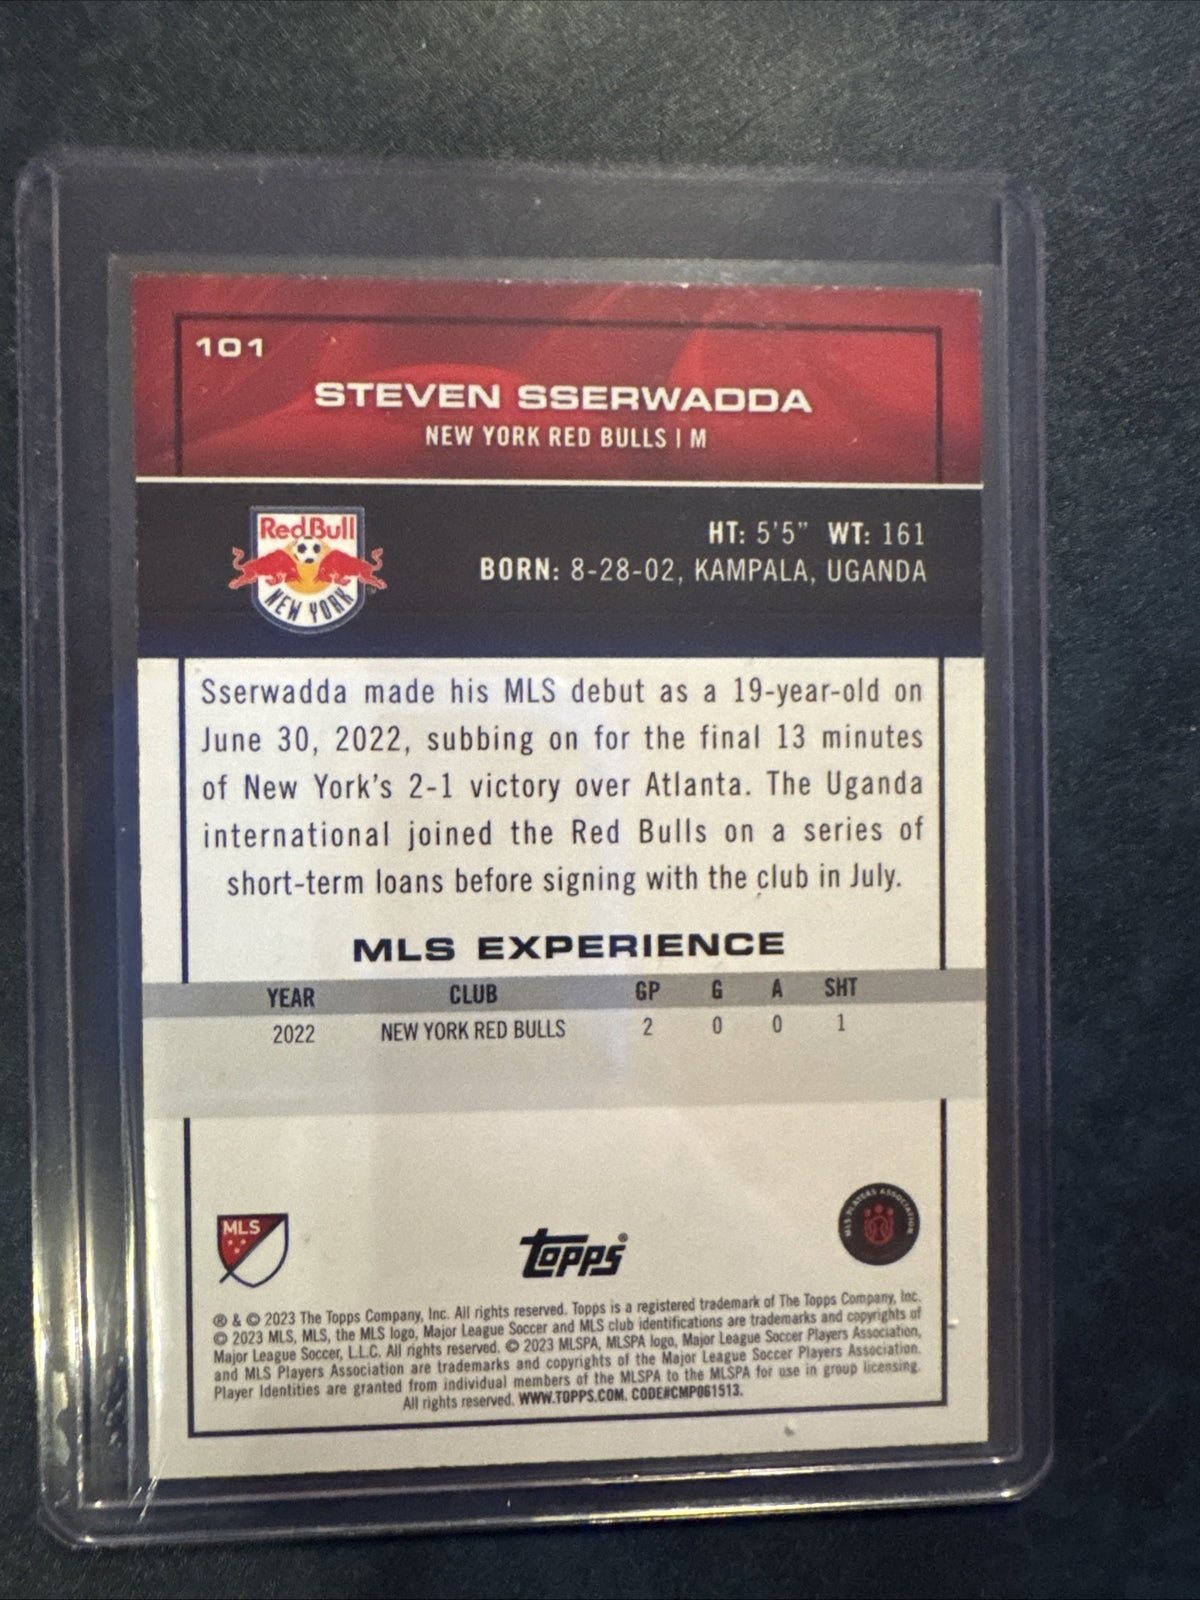 101
STEVEN SSERWADDA
NEW YORK RED BULLS | M
Red Bull
NEW YORK
HT: 5'5" WT: 161
BORN: 8-28-02, KAMPALA, UGANDA
Sserwadda made his MLS debut as a 19-year-old on
June 30, 2022, subbing on for the final 13 minutes
of New York's 2-1 victory over Atlanta. The Uganda
international joined the Red Bulls on a series of
short-term loans before signing with the club in July.
MLS EXPERIENCE
YEAR CLUB GP G A SHT
2022 NEW YORK RED BULLS 2 0 0 1
MLS
Topps®
MLS PLAYERS ASSOCIATION
® & © 2023 The Topps Company, Inc. All rights reserved. Topps is a registered trademark of The Topps Company, Inc.
© 2023 MLS, MLS, the MLS logo, Major League Soccer and MLS club identifications are trademarks and copyrights of
Major League Soccer, L.L.C. All rights reserved. © 2023 MLSPA, MLSPA logo, Major League Soccer Players Association,
and MLS Players Association are trademarks and copyrights of the Major League Soccer Players Association.
Player Identities are granted from individual members of the MLSPA to the MLSPA for use in group licensing.
All rights reserved. WWW.TOPPS.COM. CODE#CMP061513.